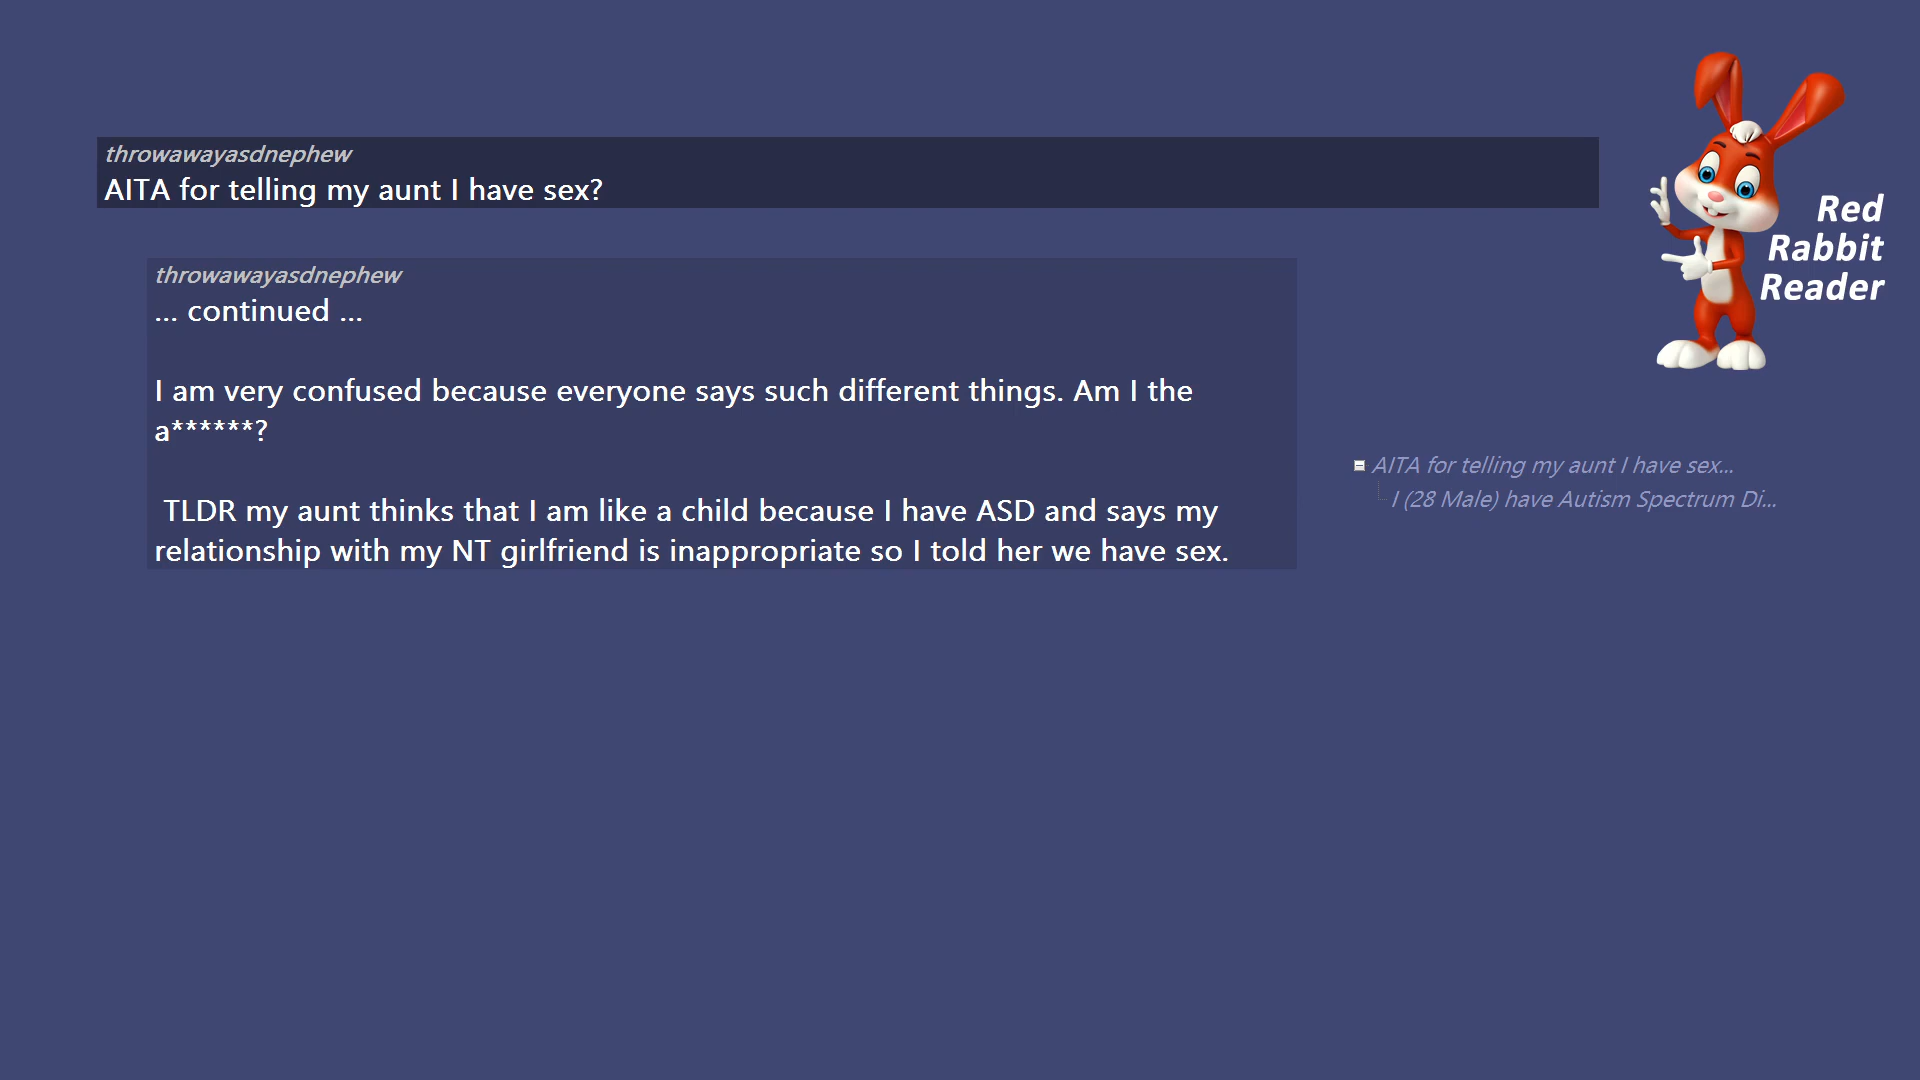 throwawayasdnephew
AITA for telling my aunt I have sex?
Red
Rabbit
Reader
throwawayasdnephew
... continued ...
I am very confused because everyone says such different things. Am I the
a******?
TLDR my aunt thinks that I am like a child because I have ASD and says my
relationship with my NT girlfriend is inappropriate so I told her we have sex.
AITA for telling my aunt I have sex...
I (28 Male) have Autism Spectrum Di...